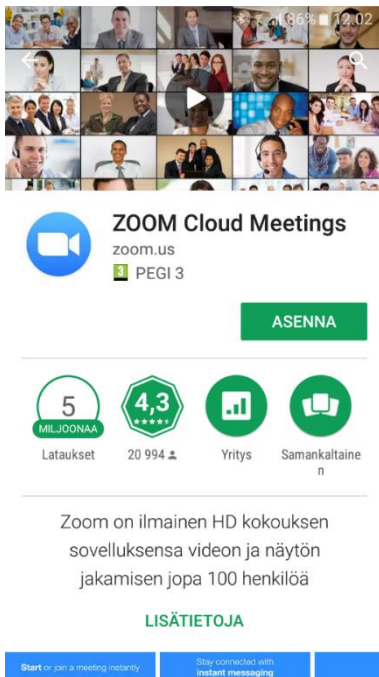 86% 12.02
ZOOM Cloud Meetings
zoom.us
3 PEGI 3
ASENNA
5
MILJOONAA
4,3
Lataukset
20 994
Yritys
Samankaltaine
n
Zoom on ilmainen HD kokouksen
sovelluksensa videon ja näytön
jakamisen jopa 100 henkilöä
LISÄTIETOJA
Start or join a meeting instantly
Stay connected with
instant messaging